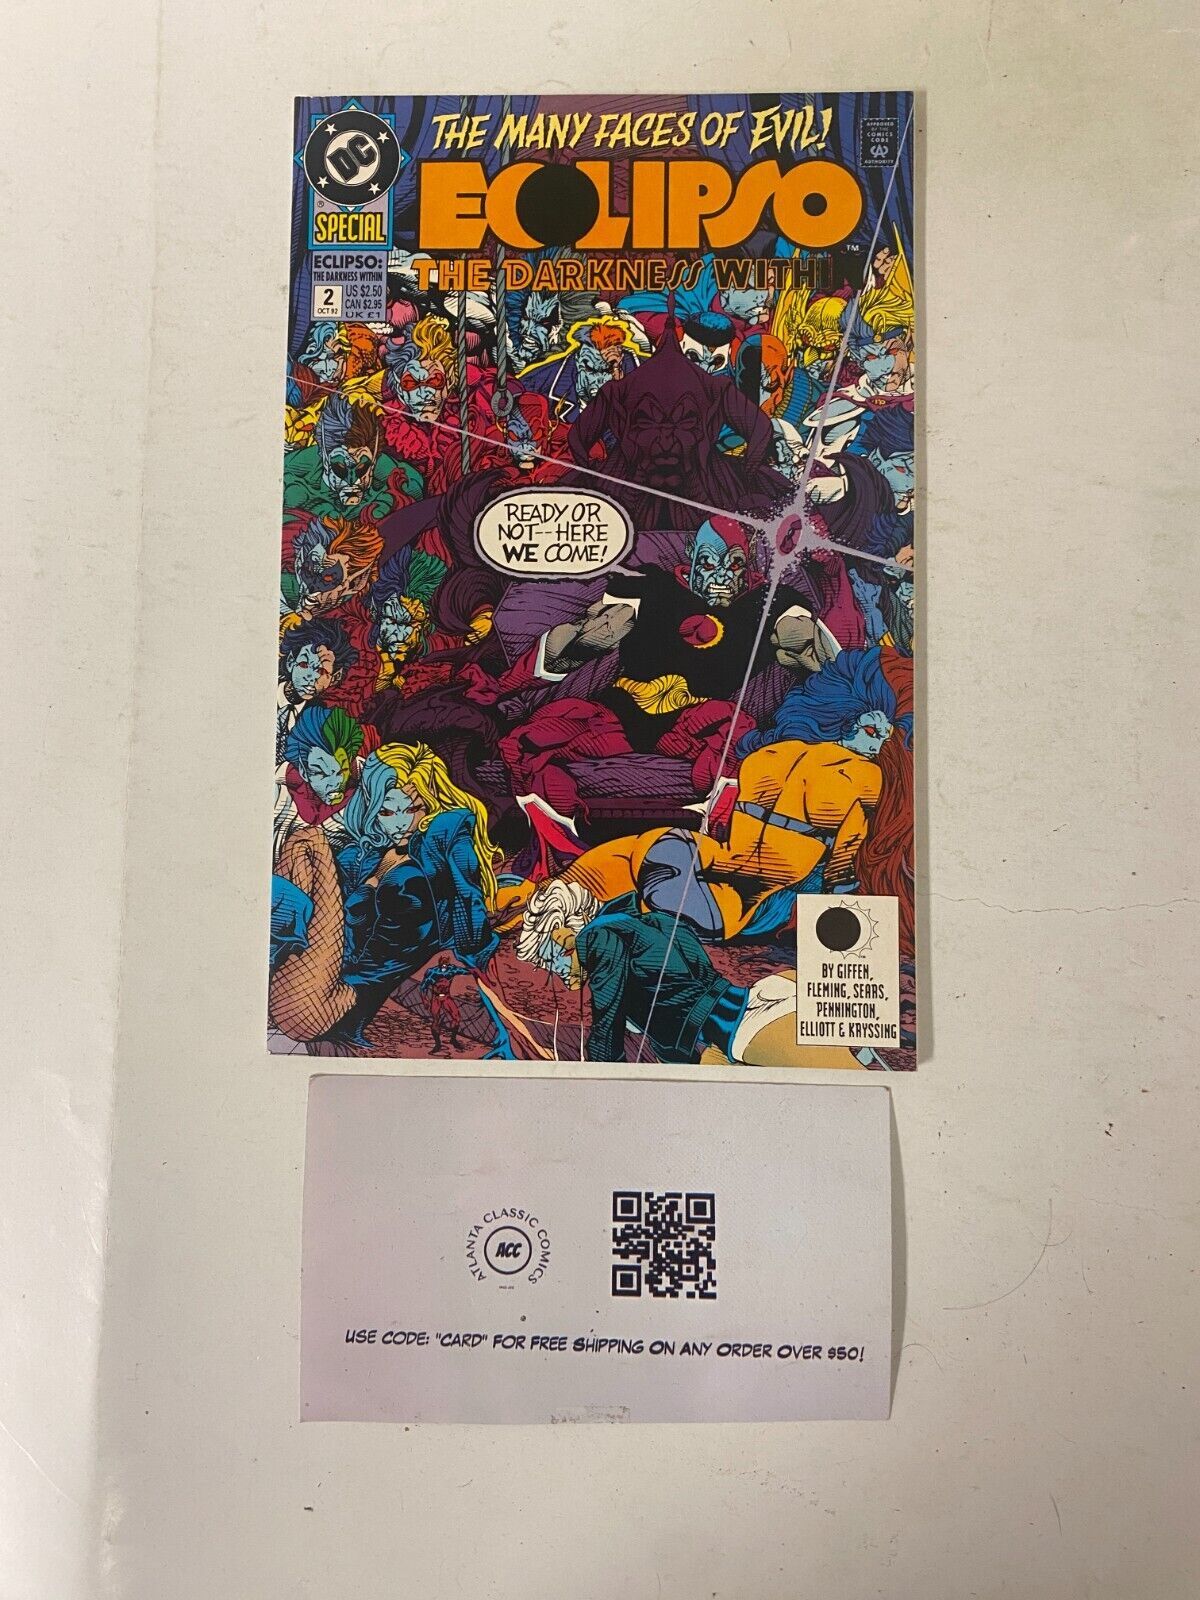 THE MANY FACES OF EVIL!
APPROVED
OF THE
COMICS
CODE
CA
AUTHORITY
DC
®
SPECIAL
ECLIPSO
™
THE DARKNESS WITHIN
ECLIPSO:
THE DARKNESS WITHIN
2
OCT 92
US $2.50
CAN $2.95
UK £1
READY OR
NOT--HERE
WE COME!
BY GIFFEN,
FLEMING, SEARS,
PENNINGTON,
ELLIOTT & KRYSSING
ATLANTA CLASSIC COMICS
ACC
USE CODE: "CARD" FOR FREE SHIPPING ON ANY ORDER OVER $50!